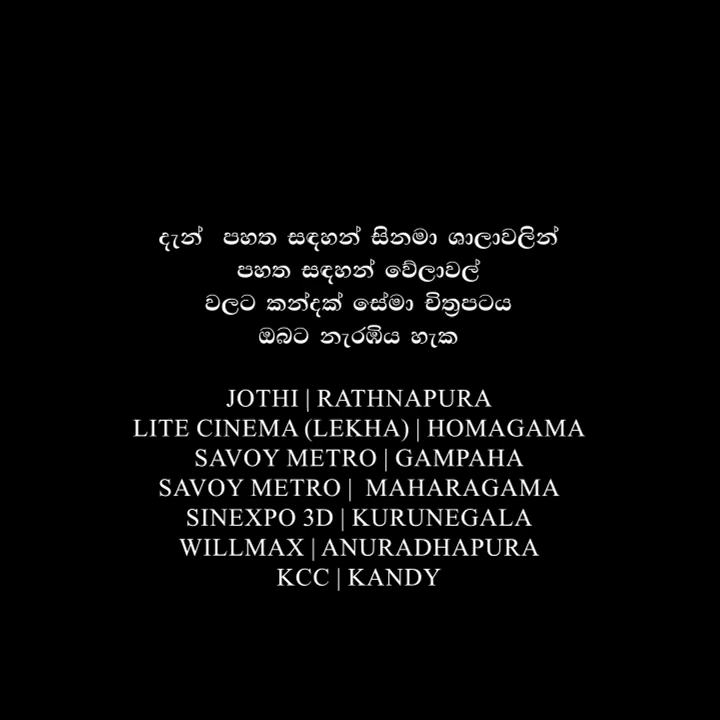 දැන් පහත සඳහන් සිනමා ශාලාවලින්
පහත සඳහන් වේලාවල්
වලට කන්දක් සේමා චිත්‍රපටය
ඔබට නැරඹිය හැක
JOTHI | RATHNAPURA
LITE CINEMA (LEKHA) | HOMAGAMA
SAVOY METRO | GAMPAHA
SAVOY METRO | MAHARAGAMA
SINEXPO 3D | KURUNEGALA
WILLMAX | ANURADHAPURA
KCC | KANDY